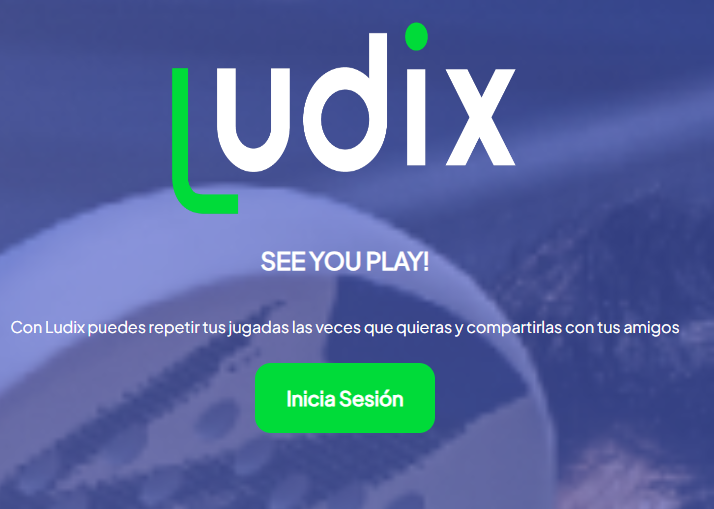 Ludix
SEE YOU PLAY!
Con Ludix puedes repetir tus jugadas las veces que quieras y compartirlas con tus amigos
Inicia Sesión